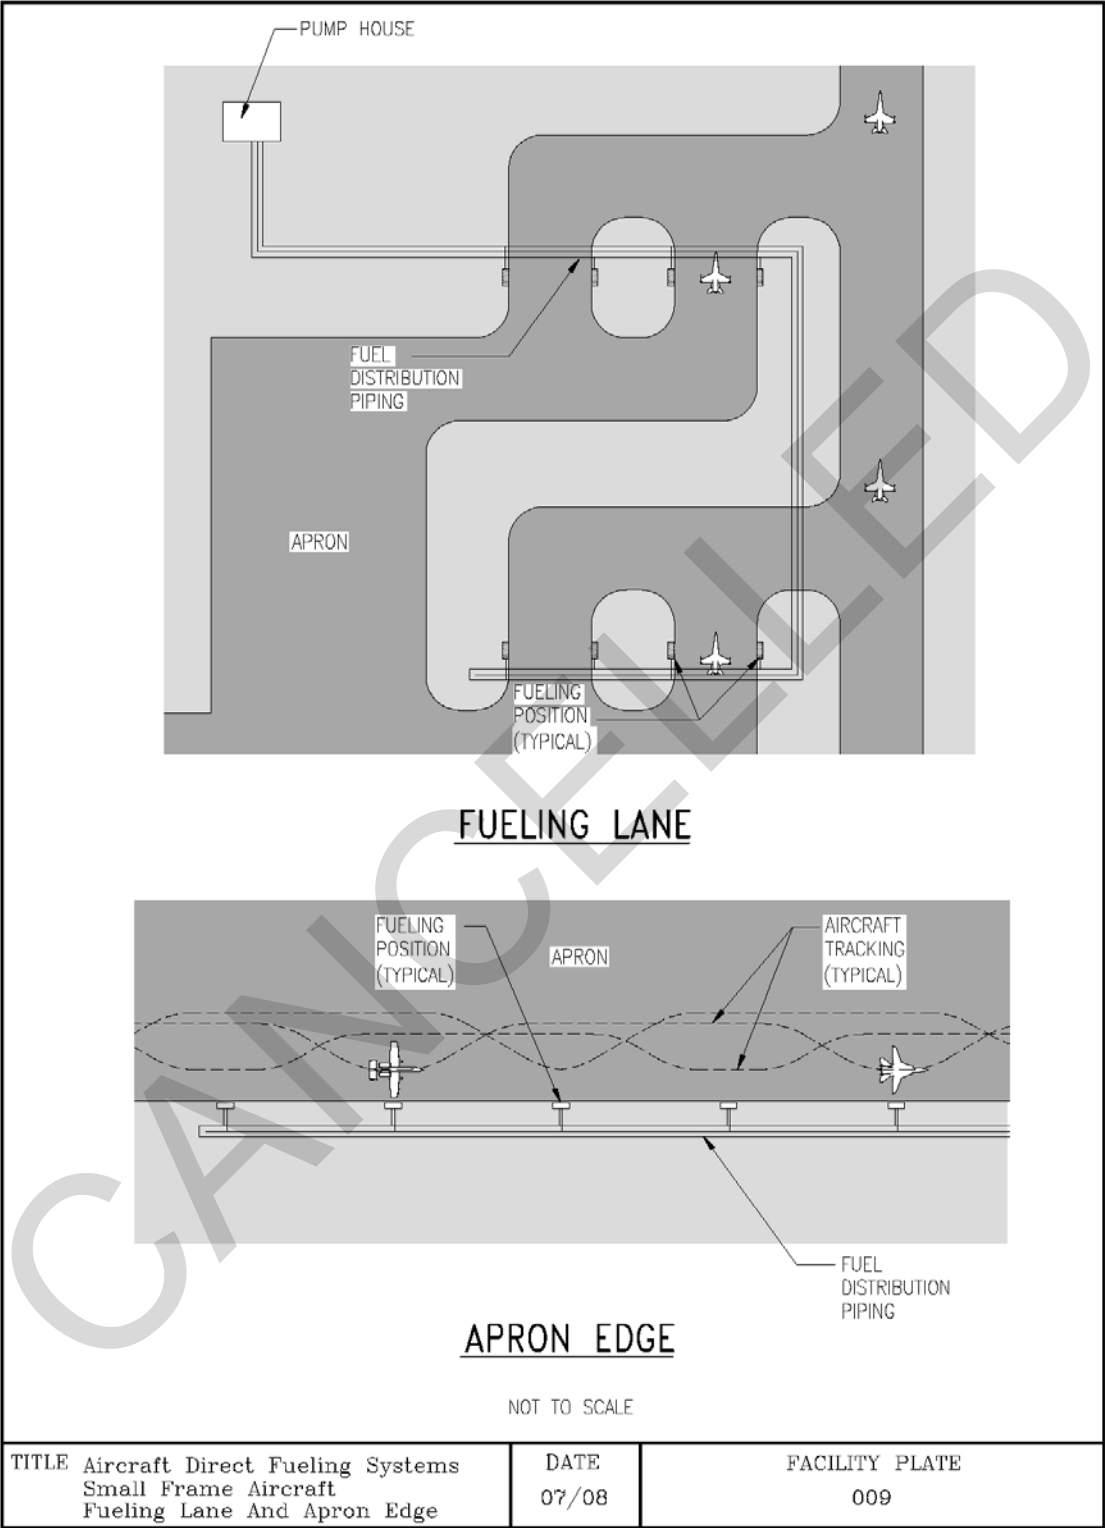 PUMP HOUSE
FUEL
DISTRIBUTION
PIPING
APRON
FUELING
POSITION
(TYPICAL)
FUELING LANE
FUELING
POSITION
(TYPICAL)
APRON
AIRCRAFT
TRACKING
(TYPICAL)
FUEL
DISTRIBUTION
PIPING
APRON EDGE
NOT TO SCALE
CANCELLED
TITLE Aircraft Direct Fueling Systems
Small Frame Aircraft
Fueling Lane And Apron Edge
DATE
07/08
FACILITY PLATE
009